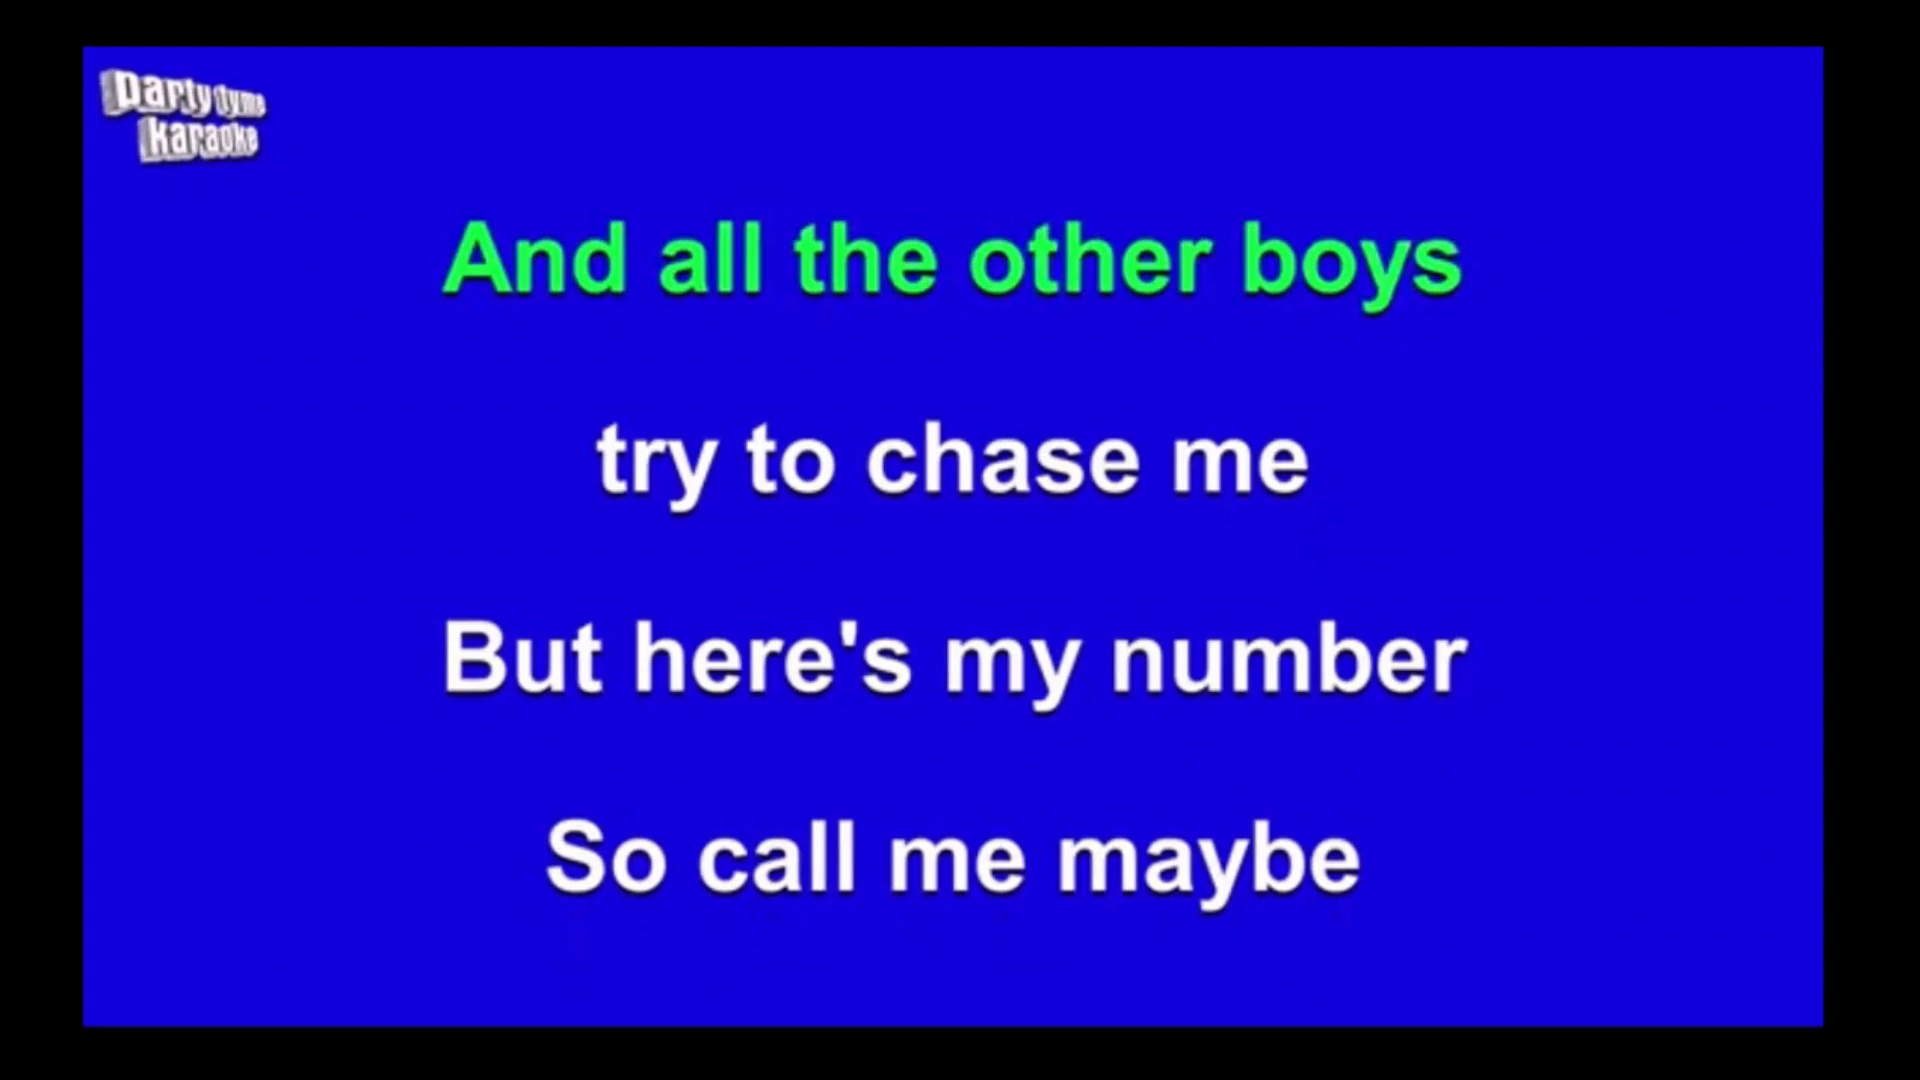 party tyme
karaoke
And all the other boys
try to chase me
But here's my number
So call me maybe